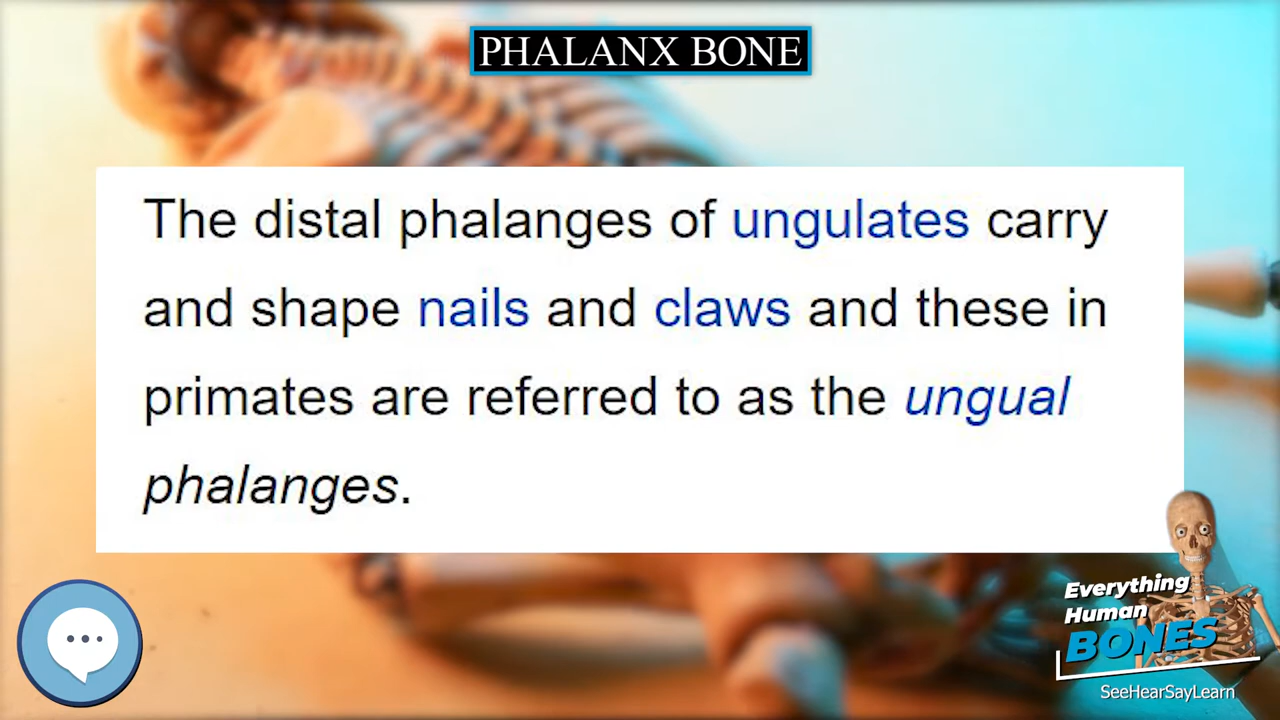 PHALANX BONE
The distal phalanges of ungulates carry
and shape nails and claws and these in
primates are referred to as the ungual
phalanges.
Everything
Human
BONES
SeeHearSayLearn